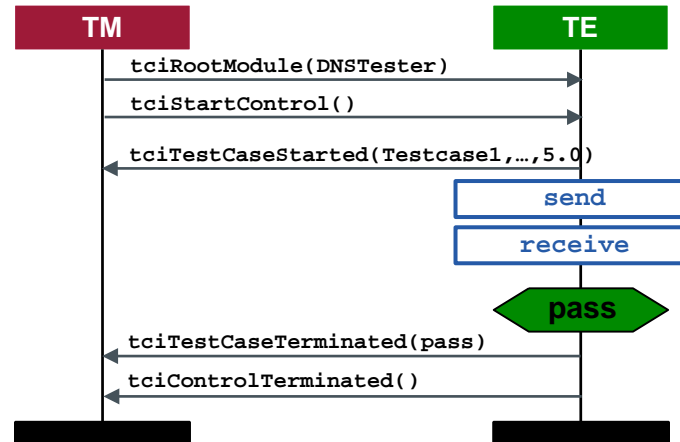 TM TE
tciRootModule(DNSTester)
tciStartControl()
tciTestCaseStarted(Testcase1,…,5.0)
send
receive
pass
tciTestCaseTerminated(pass)
tciControlTerminated()